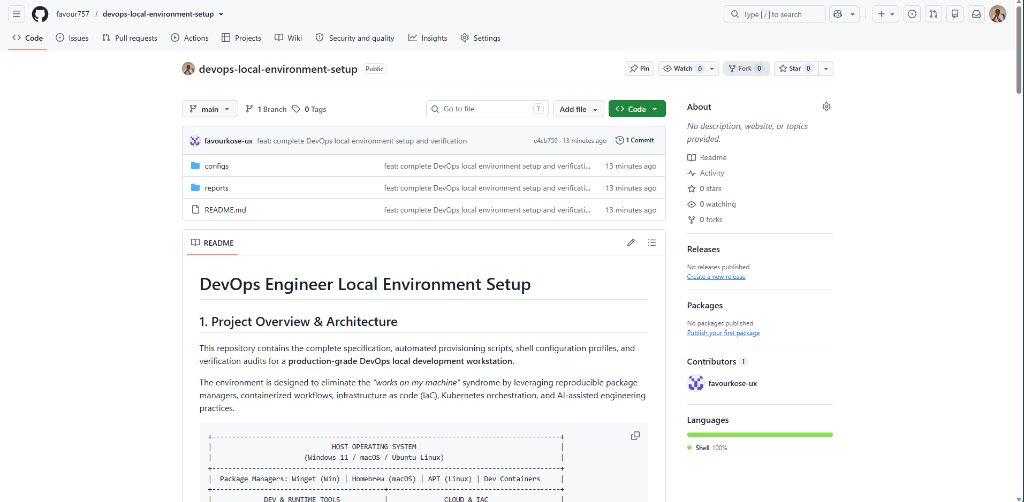 favour757 / devops-local-environment-setup
Type / to search
Code
Issues
Pull requests
Actions
Projects
Wiki
Security and quality
Insights
Settings
devops-local-environment-setup Public
Pin
Watch 0
Fork 0
Star 0
main
1 Branch
0 Tags
Go to file T
Add file
Code
favourkose-ux feat: complete DevOps local environment setup and verification e4cb759 · 13 minutes ago 1 Commit
configs feat: complete DevOps local environment setup and verificati... 13 minutes ago
reports feat: complete DevOps local environment setup and verificati... 13 minutes ago
README.md feat: complete DevOps local environment setup and verificati... 13 minutes ago
README
DevOps Engineer Local Environment Setup
1. Project Overview & Architecture
This repository contains the complete specification, automated provisioning scripts, shell configuration profiles, and
verification audits for a production-grade DevOps local development workstation.
The environment is designed to eliminate the "works on my machine" syndrome by leveraging reproducible package
managers, containerized workflows, infrastructure as code (IaC), Kubernetes orchestration, and AI-assisted engineering
practices.
HOST OPERATING SYSTEM
(Windows 11 / macOS / Ubuntu Linux)
Package Managers: Winget (Win) | Homebrew (macOS) | APT (Linux) | Dev Containers
DEV & RUNTIME TOOLS | CLOUD & IAC
About
No description, website, or topics
provided.
Readme
Activity
0 stars
0 watching
0 forks
Releases
No releases published
Create a new release
Packages
No packages published
Publish your first package
Contributors 1
favourkose-ux
Languages
Shell 100%